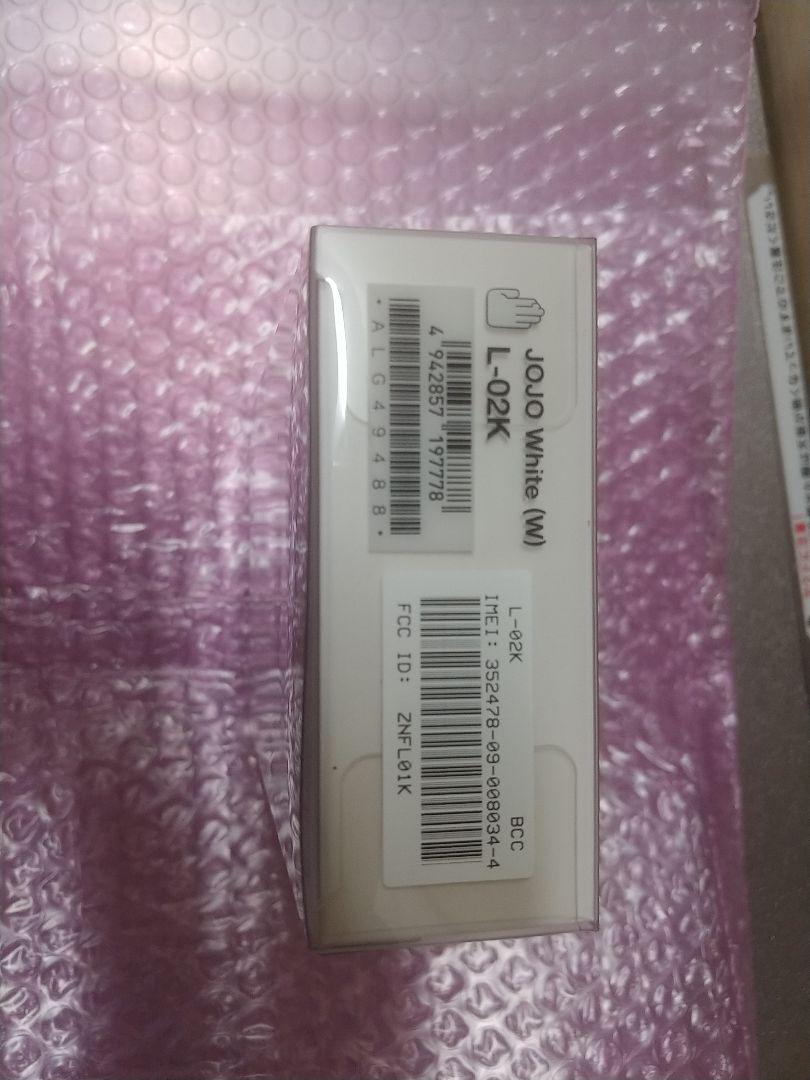 JOJO White (W)
L-02K
4 942857 197778
*ALG49488*
L-02K BCC
IMEI: 352478-09-008034-4
FCC ID: ZNFL01K